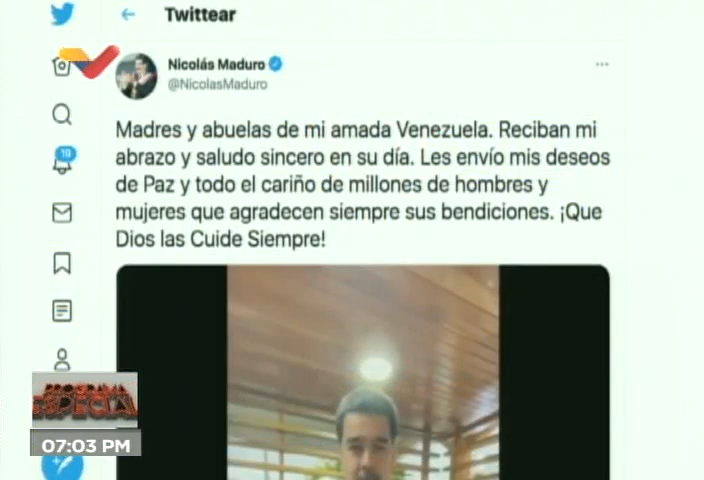 Twittear
Nicolás Maduro
@NicolasMaduro
Madres y abuelas de mi amada Venezuela. Reciban mi
abrazo y saludo sincero en su día. Les envío mis deseos
de Paz y todo el cariño de millones de hombres y
mujeres que agradecen siempre sus bendiciones. ¡Que
Dios las Cuide Siempre!
19
PROGRAMA
ESPECIAL
07:03 PM